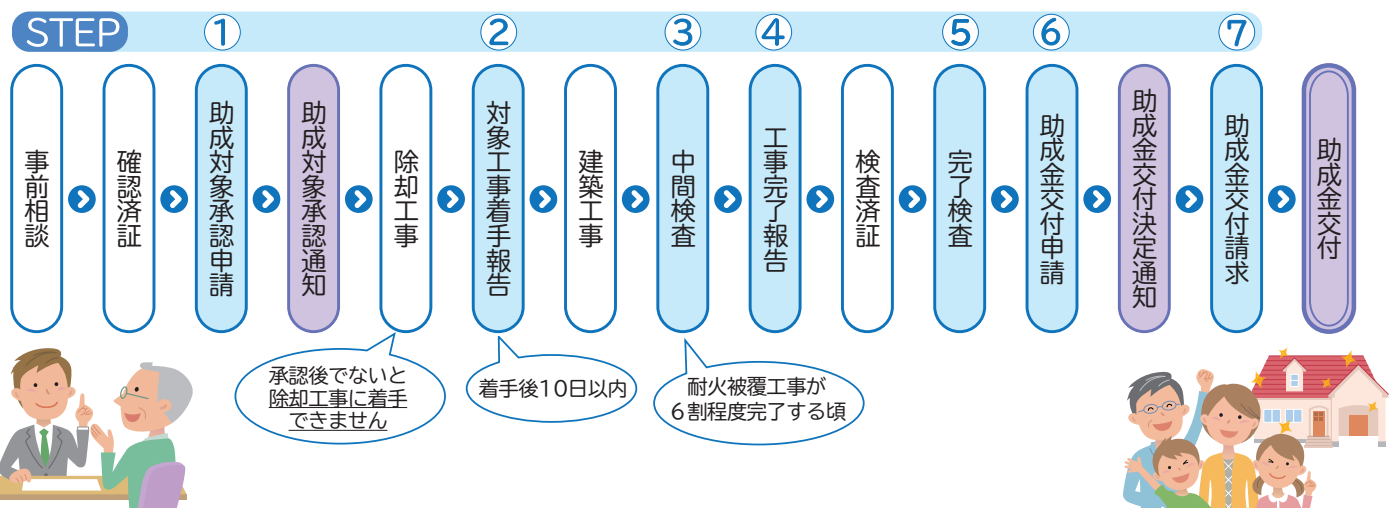 STEP
①
②
③
④
⑤
⑥
⑦
事前相談
確認済証
助成対象承認申請
助成対象承認通知
除却工事
対象工事着手報告
建築工事
中間検査
工事完了報告
検査済証
完了検査
助成金交付申請
助成金交付決定通知
助成金交付請求
助成金交付
承認後でないと
除却工事に着手
できません
着手後10日以内
耐火被覆工事が
6割程度完了する頃